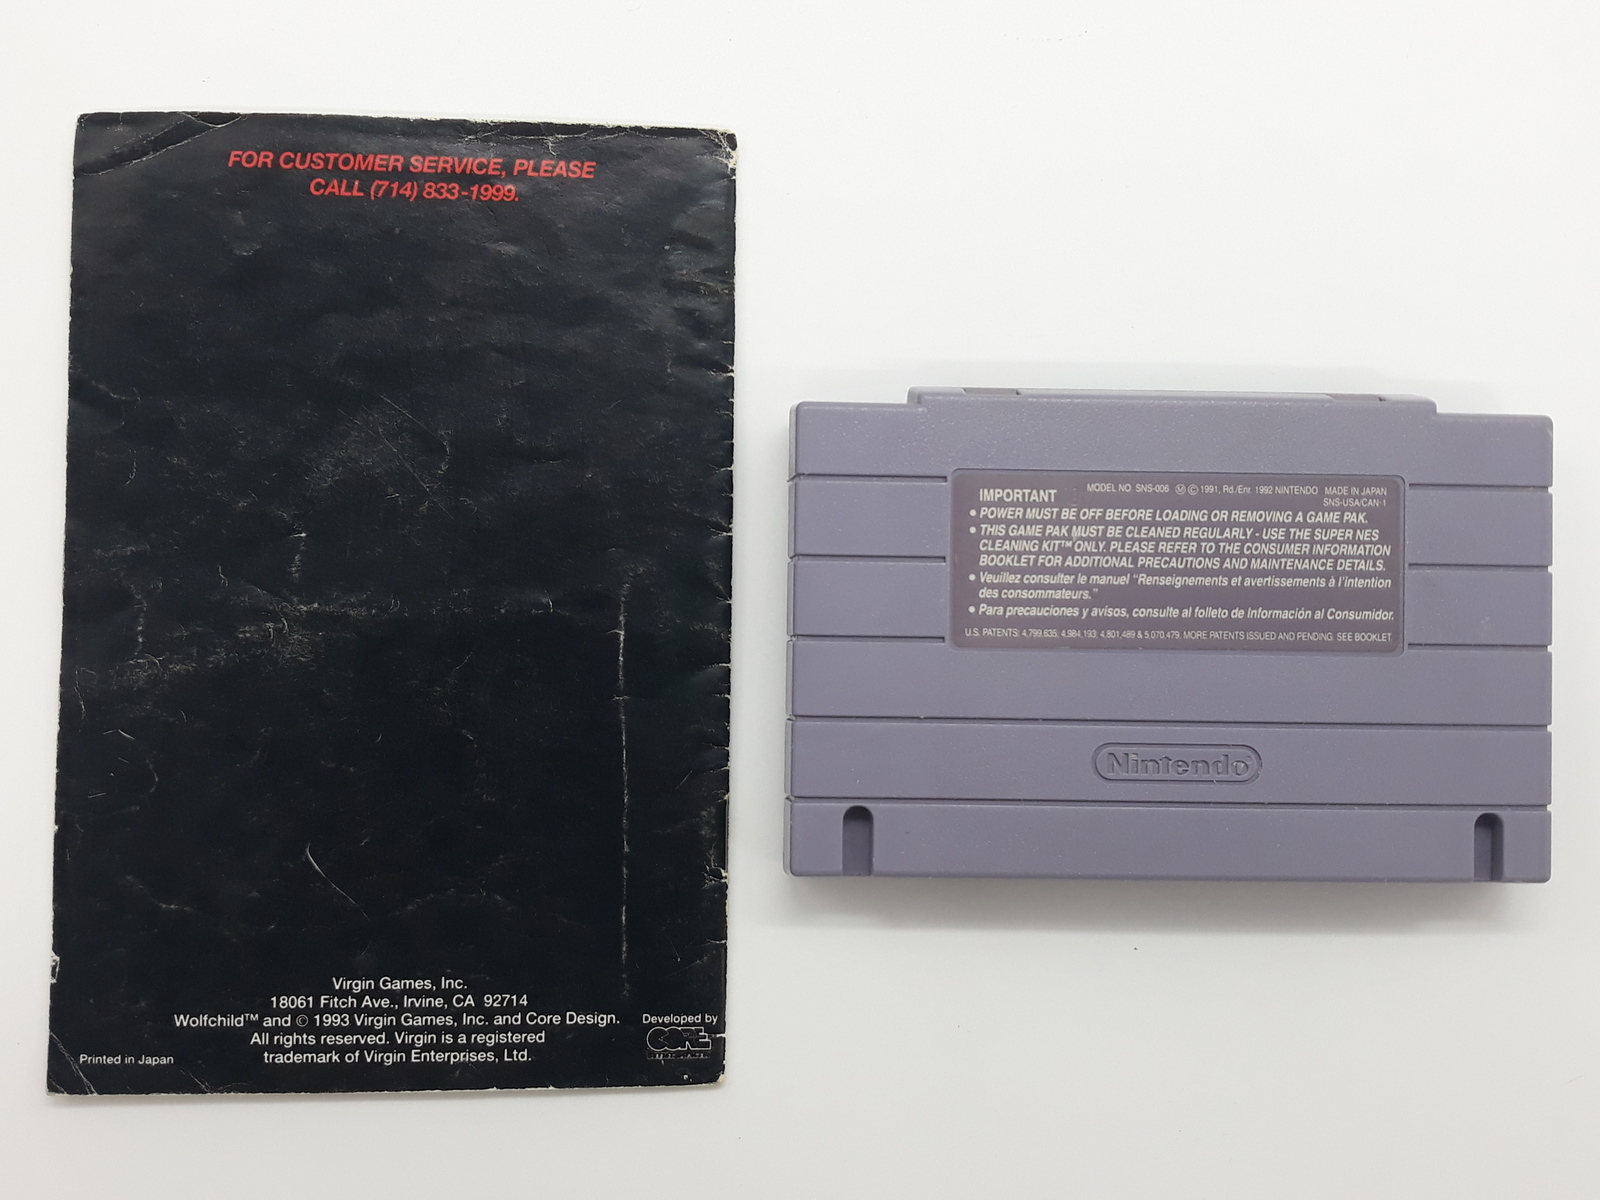 FOR CUSTOMER SERVICE, PLEASE
CALL (714) 833-1999.
Virgin Games, Inc.
18061 Fitch Ave., Irvine, CA 92714
Wolfchild™ and © 1993 Virgin Games, Inc. and Core Design.
All rights reserved. Virgin is a registered
trademark of Virgin Enterprises, Ltd.
Printed in Japan
Developed by
CORE
IMPORTANT
MODEL NO. SNS-006 Ⓜ © 1991, Rd./Enr. 1992 NINTENDO MADE IN JAPAN
SNS-USA/CAN-1
• POWER MUST BE OFF BEFORE LOADING OR REMOVING A GAME PAK.
• THIS GAME PAK MUST BE CLEANED REGULARLY - USE THE SUPER NES
CLEANING KIT™ ONLY. PLEASE REFER TO THE CONSUMER INFORMATION
BOOKLET FOR ADDITIONAL PRECAUTIONS AND MAINTENANCE DETAILS.
• Veuillez consulter le manuel "Renseignements et avertissements à l'intention
des consommateurs."
• Para precauciones y avisos, consulte al folleto de Información al Consumidor.
U.S. PATENTS: 4,799,635; 4,984,193; 4,801,489 & 5,070,479. MORE PATENTS ISSUED AND PENDING. SEE BOOKLET.
Nintendo®